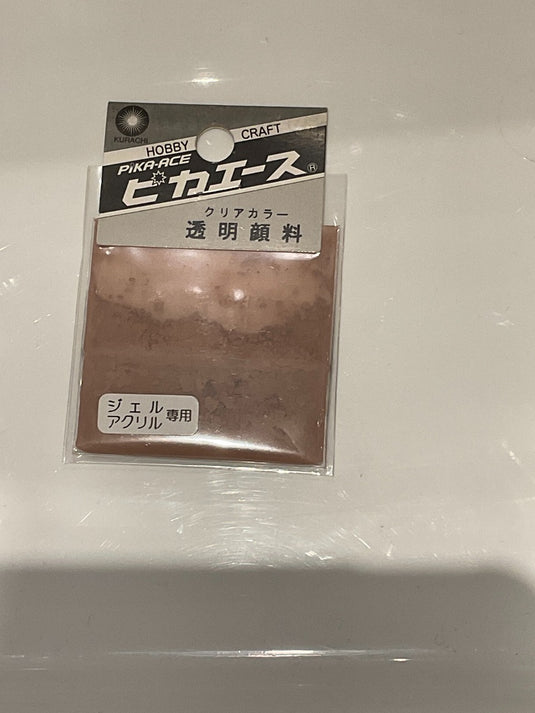 KURACHI
HOBBY CRAFT
PiKA-ACE
ピカエース®
クリアカラー
透明顔料
ジェル
アクリル 専用